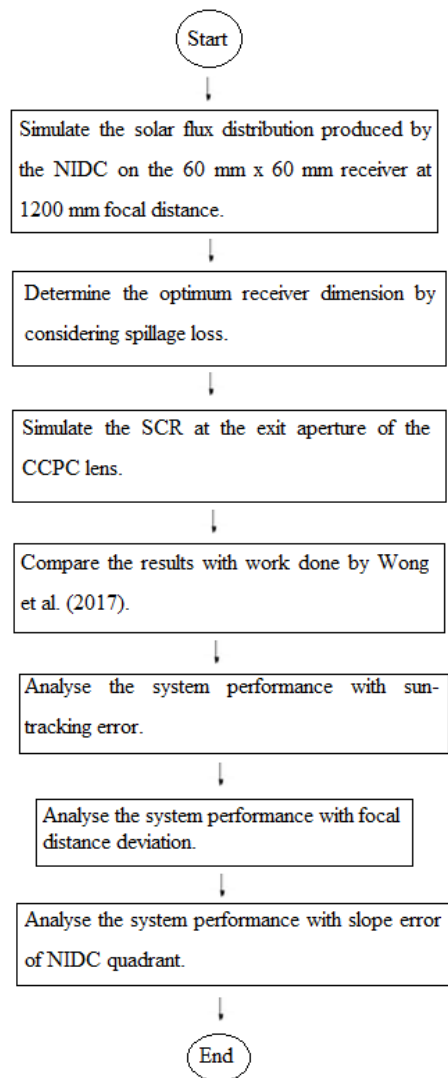 Start
Simulate the solar flux distribution produced by
the NIDC on the 60 mm x 60 mm receiver at
1200 mm focal distance.
Determine the optimum receiver dimension by
considering spillage loss.
Simulate the SCR at the exit aperture of the
CCPC lens.
Compare the results with work done by Wong
et al. (2017).
Analyse the system performance with sun-
tracking error.
Analyse the system performance with focal
distance deviation.
Analyse the system performance with slope error
of NIDC quadrant.
End